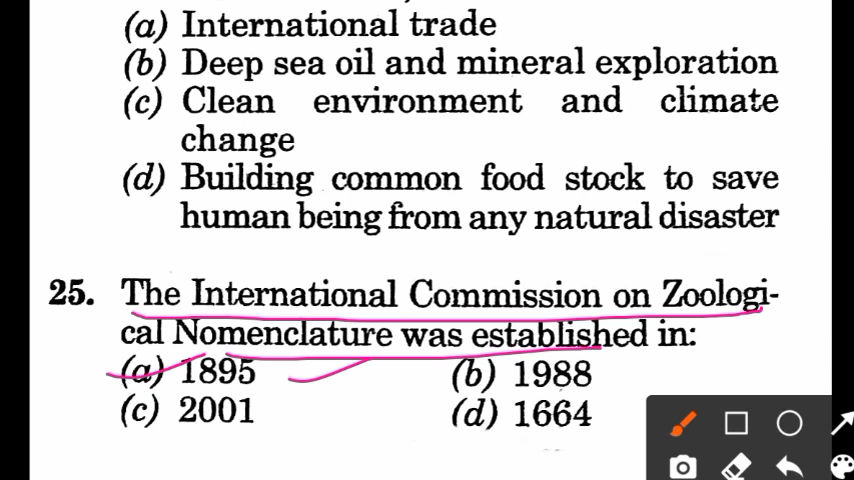 (a) International trade
(b) Deep sea oil and mineral exploration
(c) Clean environment and climate
change
(d) Building common food stock to save
human being from any natural disaster
25. The International Commission on Zoologi-
cal Nomenclature was established in:
(a) 1895 (b) 1988
(c) 2001 (d) 1664